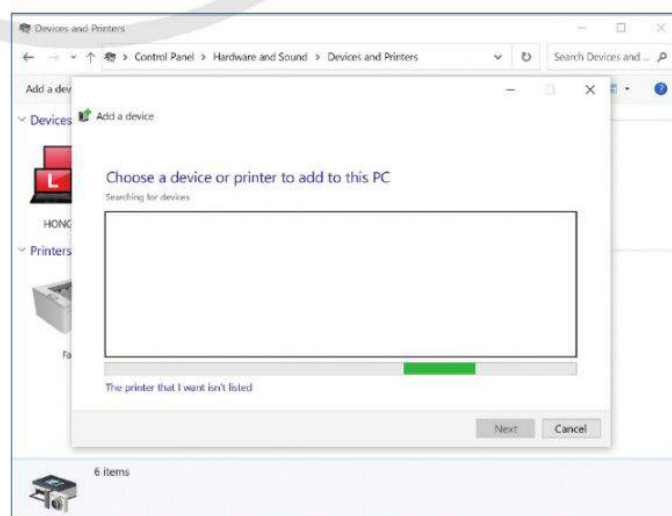 Devices and Printers
Control Panel > Hardware and Sound > Devices and Printers
Search Devices and ...
Add a dev
Devices
Add a device
Choose a device or printer to add to this PC
Searching for devices
L
HONG
Printers
Fa
The printer that I want isn't listed
Next Cancel
6 items